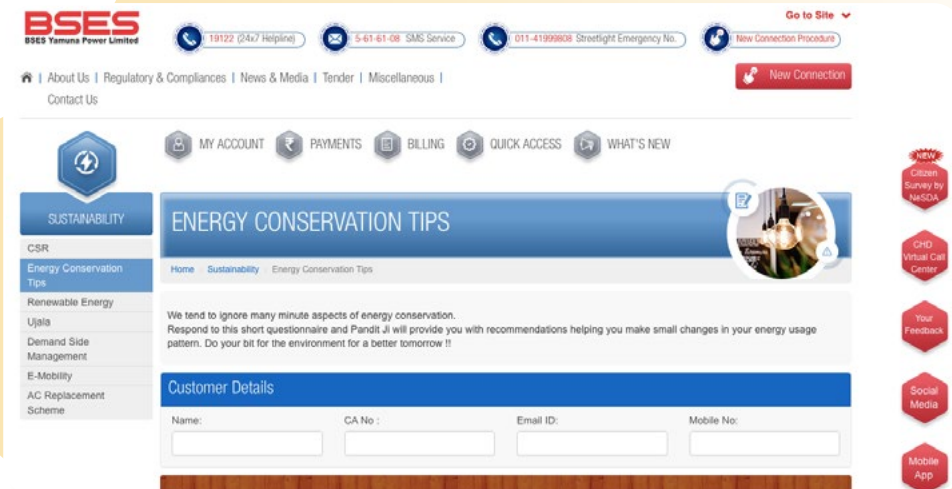 BSES
BSES Yamuna Power Limited
19122 (24x7 Helpline)
5-61-61-08 SMS Service
011-41999808 Streetlight Emergency No.
Go to Site
New Connection Procedure
About Us | Regulatory & Compliances | News & Media | Tender | Miscellaneous |
Contact Us
New Connection
MY ACCOUNT
PAYMENTS
BILLING
QUICK ACCESS
WHAT'S NEW
SUSTAINABILITY
CSR
Energy Conservation
Tips
Renewable Energy
Ujala
Demand Side
Management
E-Mobility
AC Replacement
Scheme
ENERGY CONSERVATION TIPS
Home Sustainability Energy Conservation Tips
We tend to ignore many minute aspects of energy conservation.
Respond to this short questionnaire and Pandit Ji will provide you with recommendations helping you make small changes in your energy usage
pattern. Do your bit for the environment for a better tomorrow !!
Customer Details
Name:
CA No :
Email ID:
Mobile No:
NEW
Citizen
Survey by
NeSDA
CHD
Virtual Call
Center
Your
Feedback
Social
Media
Mobile
App